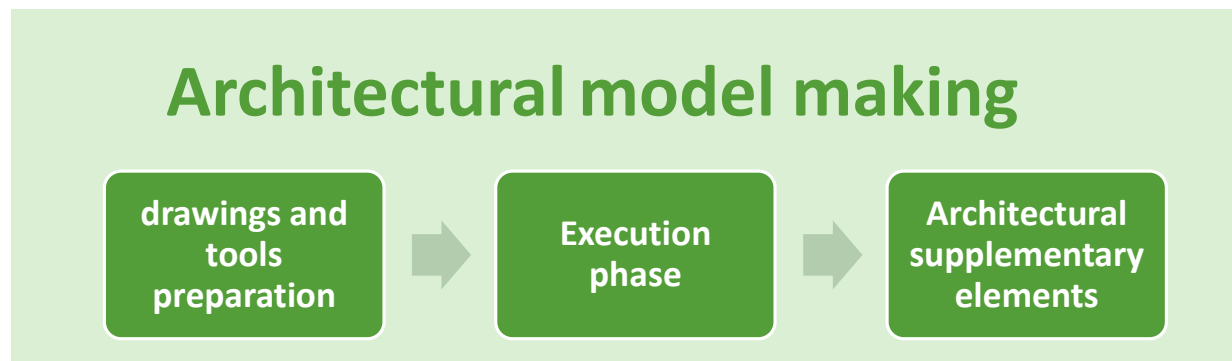 Architectural model making
drawings and
tools
preparation
Execution
phase
Architectural
supplementary
elements